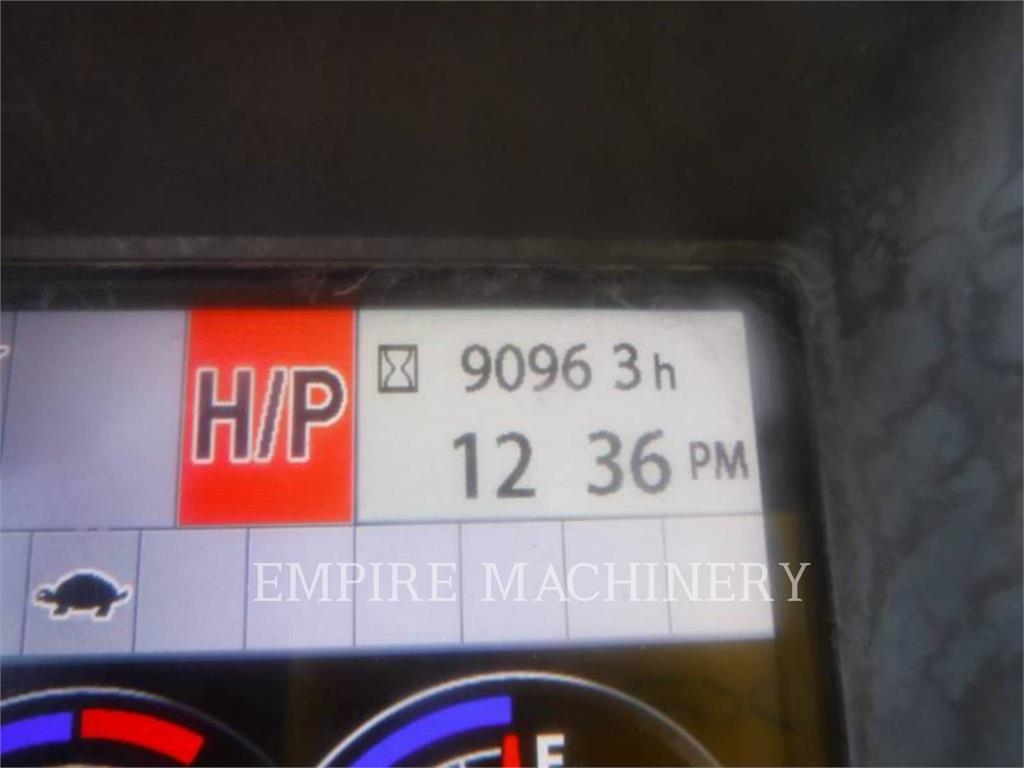 H/P
9096 3 h
12 36 PM
EMPIRE MACHINERY
F